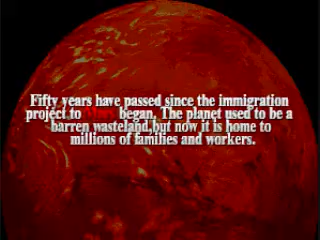 Fifty years have passed since the immigration
project to Mars began. The planet used to be a
barren wasteland,but now it is home to
millions of families and workers.